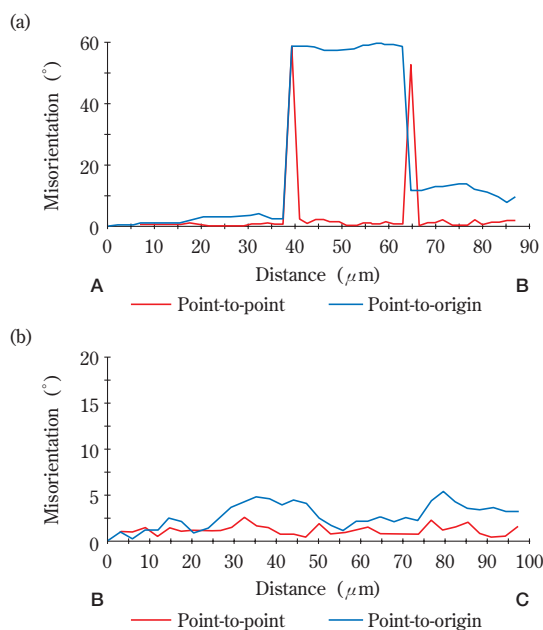 (a)
60
40
20
0
Misorientation (°)
0 10 20 30 40 50 60 70 80 90
Distance (μm)
A B
Point-to-point Point-to-origin
(b)
20
15
10
5
0
Misorientation (°)
0 10 20 30 40 50 60 70 80 90 100
Distance (μm)
B C
Point-to-point Point-to-origin